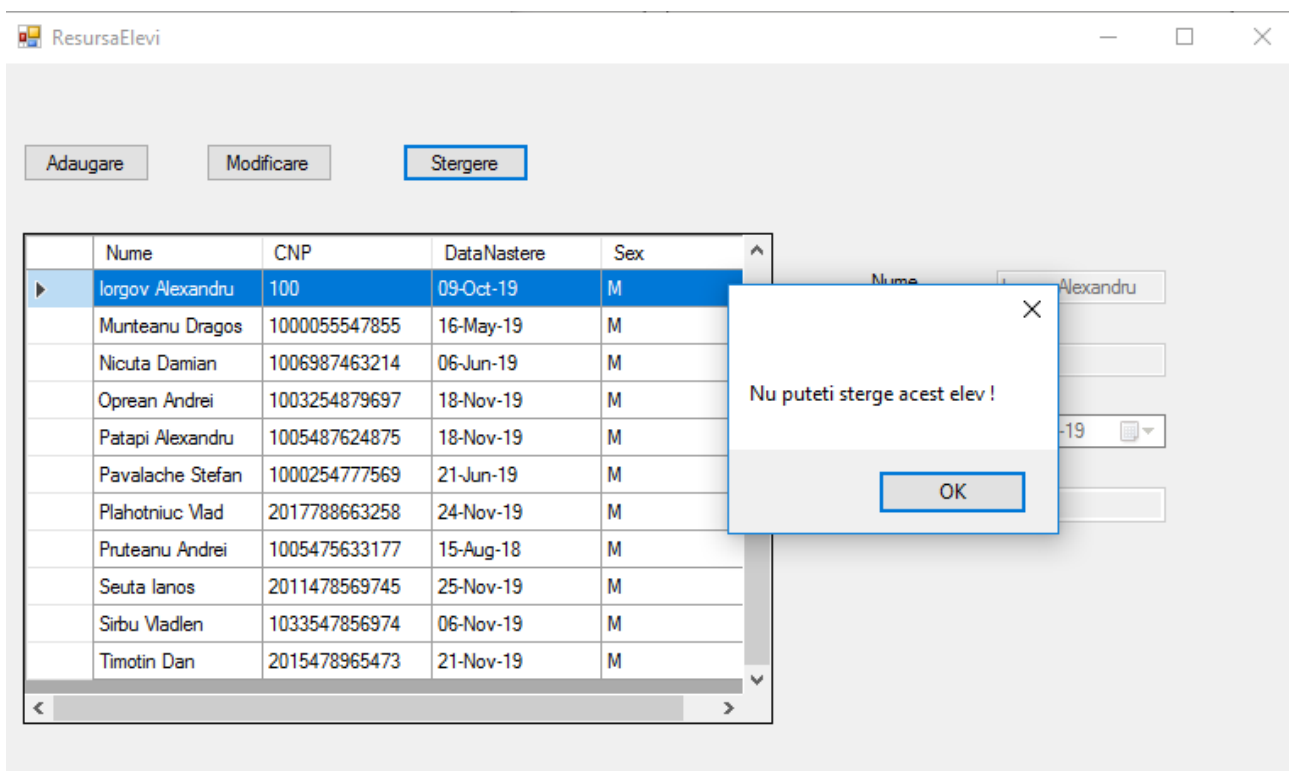 ResursaElevi
Adaugare Modificare Stergere
Nume CNP DataNastere Sex
Iorgov Alexandru 100 09-Oct-19 M
Munteanu Dragos 1000055547855 16-May-19 M
Nicuta Damian 1006987463214 06-Jun-19 M
Oprean Andrei 1003254879697 18-Nov-19 M
Patapi Alexandru 1005487624875 18-Nov-19 M
Pavalache Stefan 1000254777569 21-Jun-19 M
Plahotniuc Vlad 2017788663258 24-Nov-19 M
Pruteanu Andrei 1005475633177 15-Aug-18 M
Seuta Ianos 2011478569745 25-Nov-19 M
Sirbu Vladlen 1033547856974 06-Nov-19 M
Timotin Dan 2015478965473 21-Nov-19 M
Nume Alexandru
-19
Nu puteti sterge acest elev !
OK